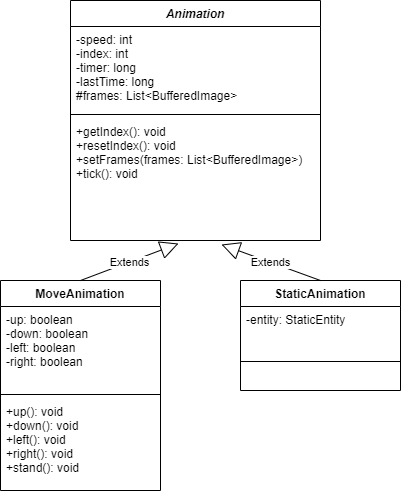 Animation
-speed: int
-index: int
-timer: long
-lastTime: long
#frames: List<BufferedImage>
+getIndex(): void
+resetIndex(): void
+setFrames(frames: List<BufferedImage>)
+tick(): void
Extends
Extends
MoveAnimation
-up: boolean
-down: boolean
-left: boolean
-right: boolean
+up(): void
+down(): void
+left(): void
+right(): void
+stand(): void
StaticAnimation
-entity: StaticEntity